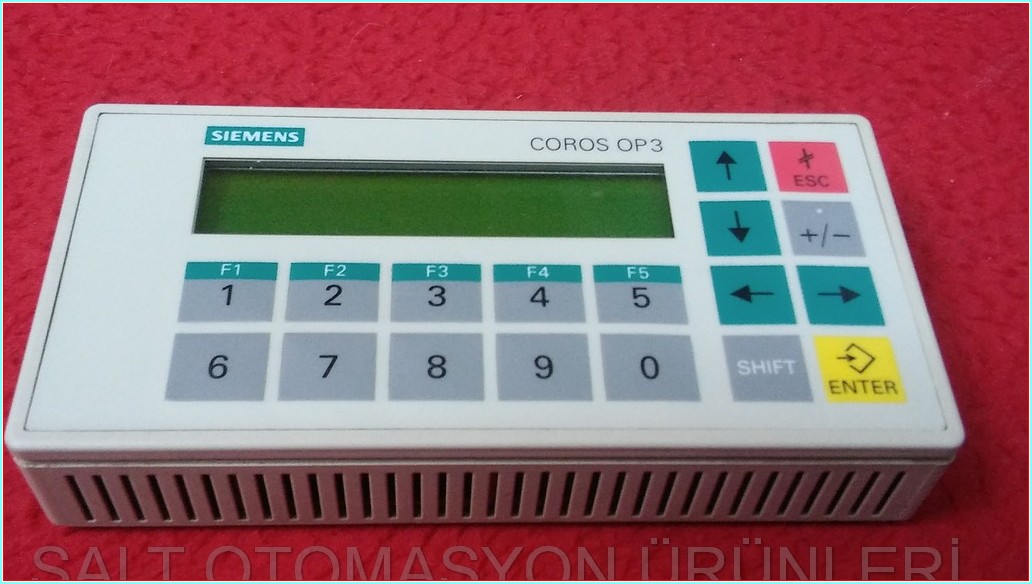 SIEMENS
COROS OP3
ESC
+/−
F1 F2 F3 F4 F5
1 2 3 4 5
6 7 8 9 0
SHIFT
ENTER
SALT OTOMASYON ÜRÜNLERİ